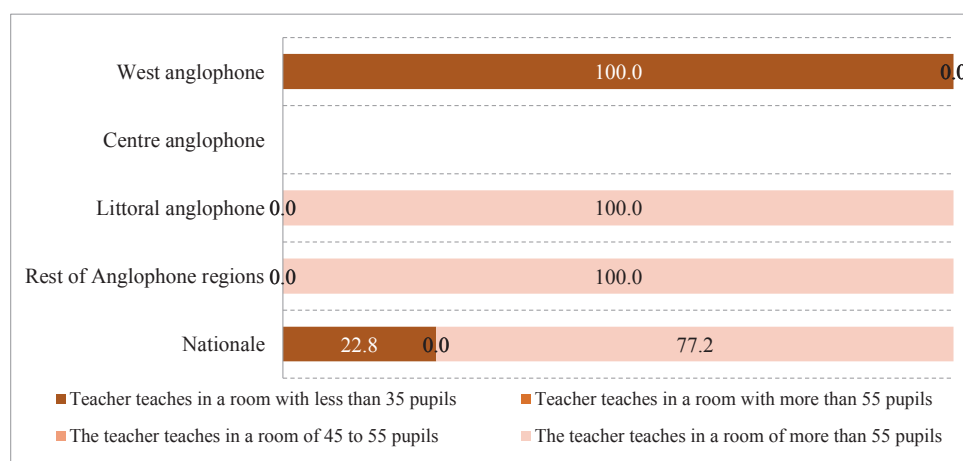 West anglophone 100.0 0.0
Centre anglophone
Littoral anglophone 0.0 100.0
Rest of Anglophone regions 0.0 100.0
Nationale 22.8 0.0 77.2
Teacher teaches in a room with less than 35 pupils Teacher teaches in a room with more than 55 pupils
The teacher teaches in a room of 45 to 55 pupils The teacher teaches in a room of more than 55 pupils